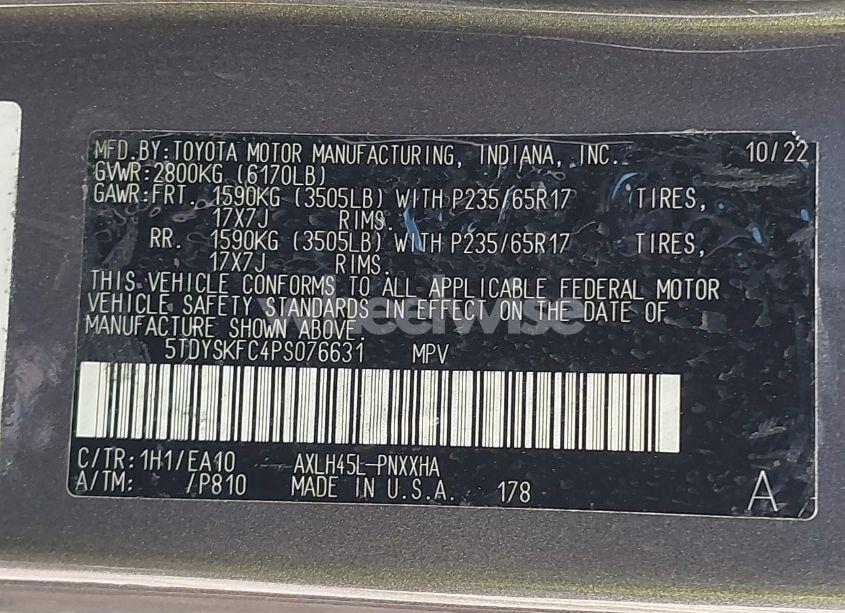 MFD.BY:TOYOTA MOTOR MANUFACTURING, INDIANA, INC. 10/22
GVWR:2800KG (6170LB)
GAWR:FRT. 1590KG (3505LB) WITH P235/65R17 TIRES,
17X7J RIMS.
RR. 1590KG (3505LB) WITH P235/65R17 TIRES,
17X7J RIMS.
THIS VEHICLE CONFORMS TO ALL APPLICABLE FEDERAL MOTOR
VEHICLE SAFETY STANDARDS IN EFFECT ON THE DATE OF
MANUFACTURE SHOWN ABOVE.
wheelwise
5TDYSKFC4PS076631 MPV
C/TR:1H1/EA10 AXLH45L-PNXXHA
A/TM: /P810 MADE IN U.S.A. 178 A